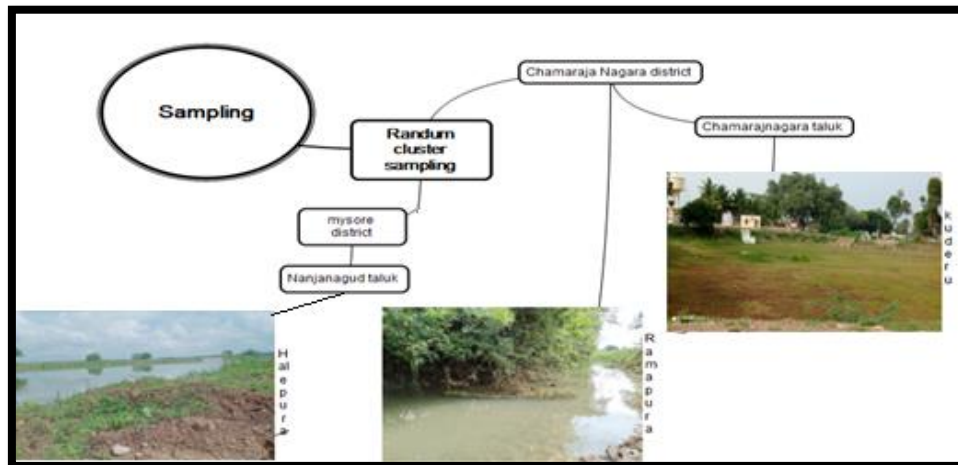 Sampling
Randum
cluster
sampling
Chamaraja Nagara district
Chamarajnagara taluk
kuderu
mysore
district
Nanjanagud taluk
Halepura
Ramapura